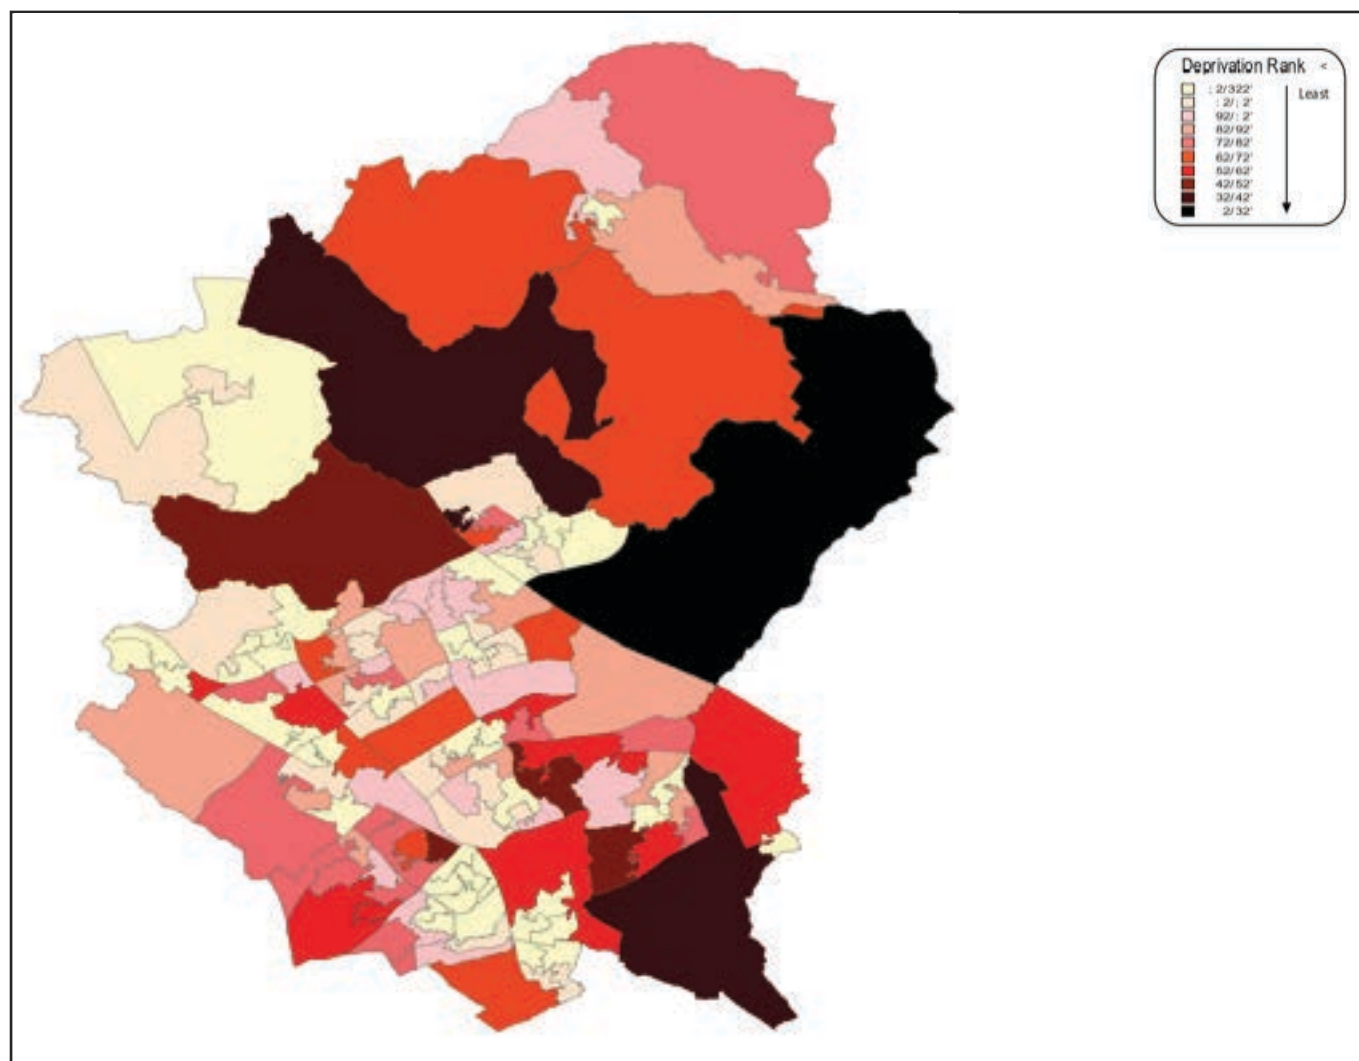 Deprivation Rank <
: 2/322'
: 2/ : 2'
92/ : 2'
82/92'
72/82'
62/72'
52/62'
42/52'
32/42'
2/32'
Least